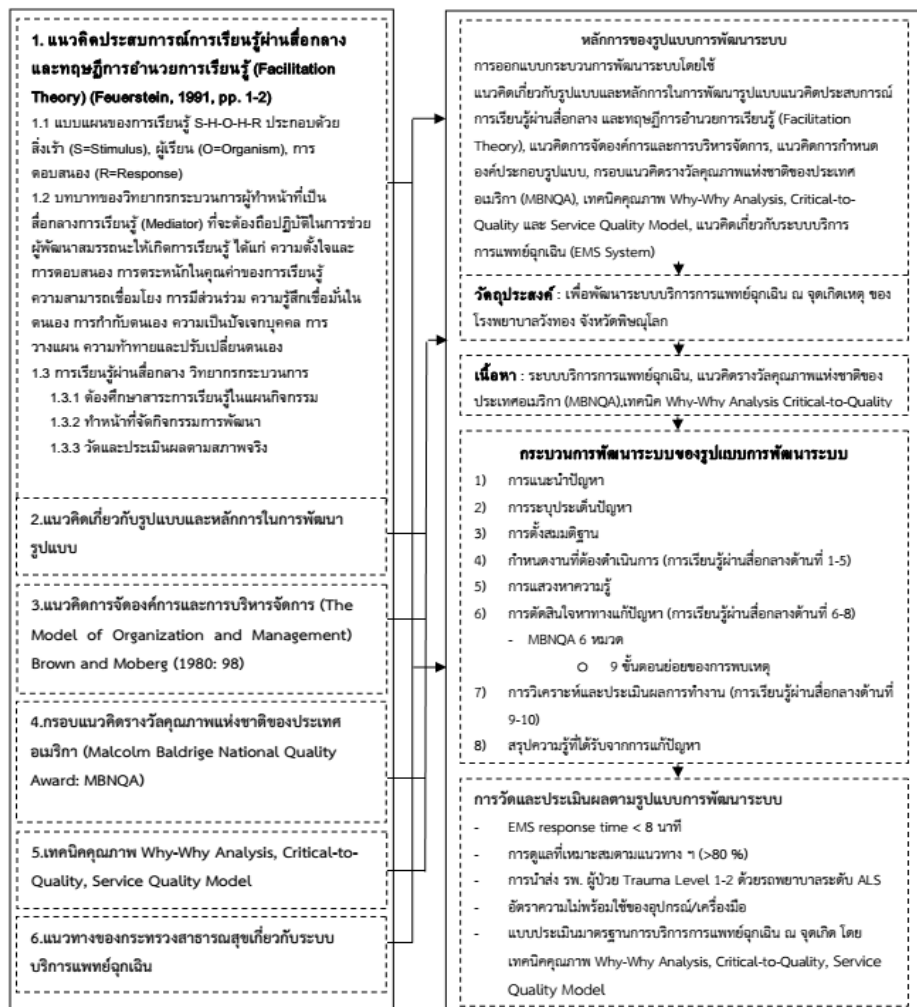 1. แนวคิดประสบการณ์การเรียนรู้ผ่านสื่อกลาง
และทฤษฎีการอำนวยการเรียนรู้ (Facilitation
Theory) (Feuerstein, 1991, pp. 1-2)
1.1 แบบแผนของการเรียนรู้ S-H-O-H-R ประกอบด้วย
สิ่งเร้า (S=Stimulus), ผู้เรียน (O=Organism), การ
ตอบสนอง (R=Response)
1.2 บทบาทของวิทยากรกระบวนการผู้ทำหน้าที่เป็น
สื่อกลางการเรียนรู้ (Mediator) ที่จะต้องถือปฏิบัติในการช่วย
ผู้พัฒนาสมรรถนะให้เกิดการเรียนรู้ ได้แก่ ความตั้งใจและ
การตอบสนอง การตระหนักในคุณค่าของการเรียนรู้
ความสามารถเชื่อมโยง การมีส่วนร่วม ความรู้สึกเชื่อมั่นใน
ตนเอง การกำกับตนเอง ความเป็นปัจเจกบุคคล การ
วางแผน ความท้าทายและปรับเปลี่ยนตนเอง
1.3 การเรียนรู้ผ่านสื่อกลาง วิทยากรกระบวนการ
1.3.1 ต้องศึกษาสาระการเรียนรู้ในแผนกิจกรรม
1.3.2 ทำหน้าที่จัดกิจกรรมการพัฒนา
1.3.3 วัดและประเมินผลตามสภาพจริง
2.แนวคิดเกี่ยวกับรูปแบบและหลักการในการพัฒนา
รูปแบบ
3.แนวคิดการจัดองค์การและการบริหารจัดการ (The
Model of Organization and Management)
Brown and Moberg (1980: 98)
4.กรอบแนวคิดรางวัลคุณภาพแห่งชาติของประเทศ
อเมริกา (Malcolm Baldrige National Quality
Award: MBNQA)
5.เทคนิคคุณภาพ Why-Why Analysis, Critical-to-
Quality, Service Quality Model
6.แนวทางของกระทรวงสาธารณสุขเกี่ยวกับระบบ
บริการแพทย์ฉุกเฉิน
หลักการของรูปแบบการพัฒนาระบบ
การออกแบบกระบวนการพัฒนาระบบโดยใช้
แนวคิดเกี่ยวกับรูปแบบและหลักการในการพัฒนารูปแบบแนวคิดประสบการณ์
การเรียนรู้ผ่านสื่อกลาง และทฤษฎีการอำนวยการเรียนรู้ (Facilitation
Theory), แนวคิดการจัดองค์การและการบริหารจัดการ, แนวคิดการกำหนด
องค์ประกอบรูปแบบ, กรอบแนวคิดรางวัลคุณภาพแห่งชาติของประเทศ
อเมริกา (MBNQA), เทคนิคคุณภาพ Why-Why Analysis, Critical-to-
Quality และ Service Quality Model, แนวคิดเกี่ยวกับระบบบริการ
การแพทย์ฉุกเฉิน (EMS System)
วัตถุประสงค์ : เพื่อพัฒนาระบบบริการการแพทย์ฉุกเฉิน ณ จุดเกิดเหตุ ของ
โรงพยาบาลวังทอง จังหวัดพิษณุโลก
เนื้อหา : ระบบบริการการแพทย์ฉุกเฉิน, แนวคิดรางวัลคุณภาพแห่งชาติของ
ประเทศอเมริกา (MBNQA),เทคนิค Why-Why Analysis Critical-to-Quality
กระบวนการพัฒนาระบบของรูปแบบการพัฒนาระบบ
1) การแนะนำปัญหา
2) การระบุประเด็นปัญหา
3) การตั้งสมมติฐาน
4) กำหนดงานที่ต้องดำเนินการ (การเรียนรู้ผ่านสื่อกลางด้านที่ 1-5)
5) การแสวงหาความรู้
6) การตัดสินใจหาทางแก้ปัญหา (การเรียนรู้ผ่านสื่อกลางด้านที่ 6-8)
- MBNQA 6 หมวด
o 9 ขั้นตอนย่อยของการพบเหตุ
7) การวิเคราะห์และประเมินผลการทำงาน (การเรียนรู้ผ่านสื่อกลางด้านที่
9-10)
8) สรุปความรู้ที่ได้รับจากการแก้ปัญหา
การวัดและประเมินผลตามรูปแบบการพัฒนาระบบ
- EMS response time < 8 นาที
- การดูแลที่เหมาะสมตามแนวทาง ฯ (>80 %)
- การนำส่ง รพ. ผู้ป่วย Trauma Level 1-2 ด้วยรถพยาบาลระดับ ALS
- อัตราความไม่พร้อมใช้ของอุปกรณ์/เครื่องมือ
- แบบประเมินมาตรฐานการบริการการแพทย์ฉุกเฉิน ณ จุดเกิด โดย
เทคนิคคุณภาพ Why-Why Analysis, Critical-to-Quality, Service
Quality Model